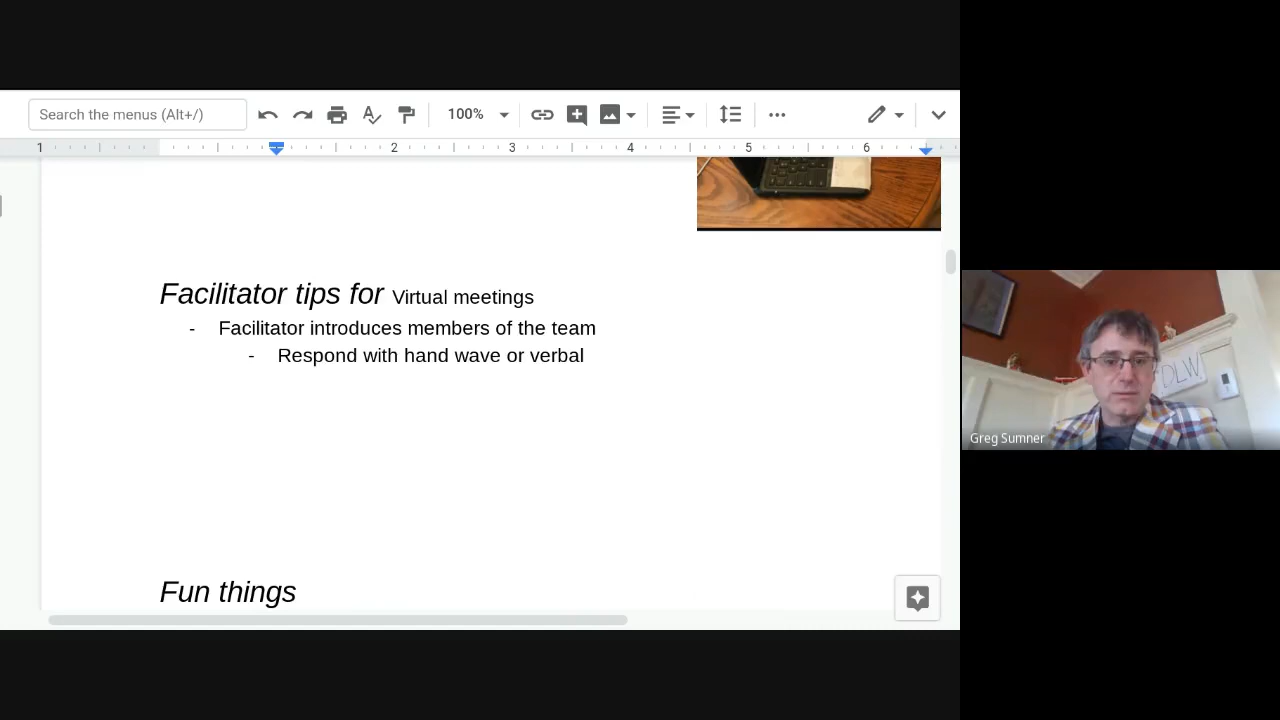 Search the menus (Alt+/)
100%
1 2 3 4 5 6
Facilitator tips for Virtual meetings
- Facilitator introduces members of the team
- Respond with hand wave or verbal
Fun things
DLW
Greg Sumner